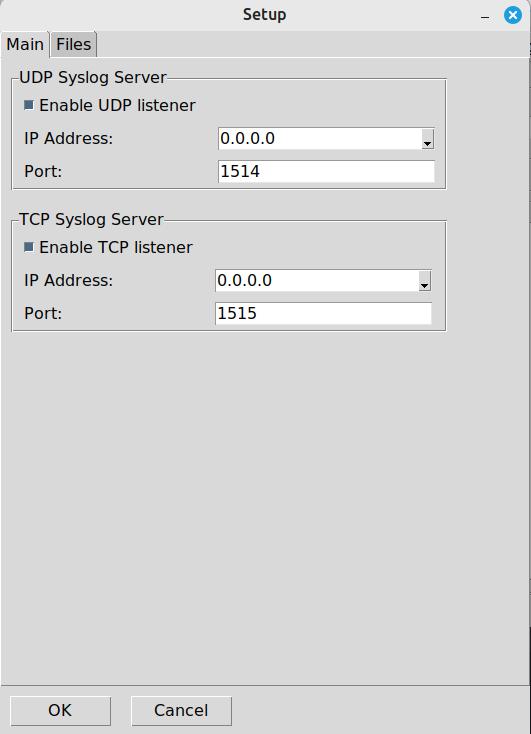 Setup
Main Files
UDP Syslog Server
Enable UDP listener
IP Address: 0.0.0.0
Port: 1514
TCP Syslog Server
Enable TCP listener
IP Address: 0.0.0.0
Port: 1515
OK Cancel